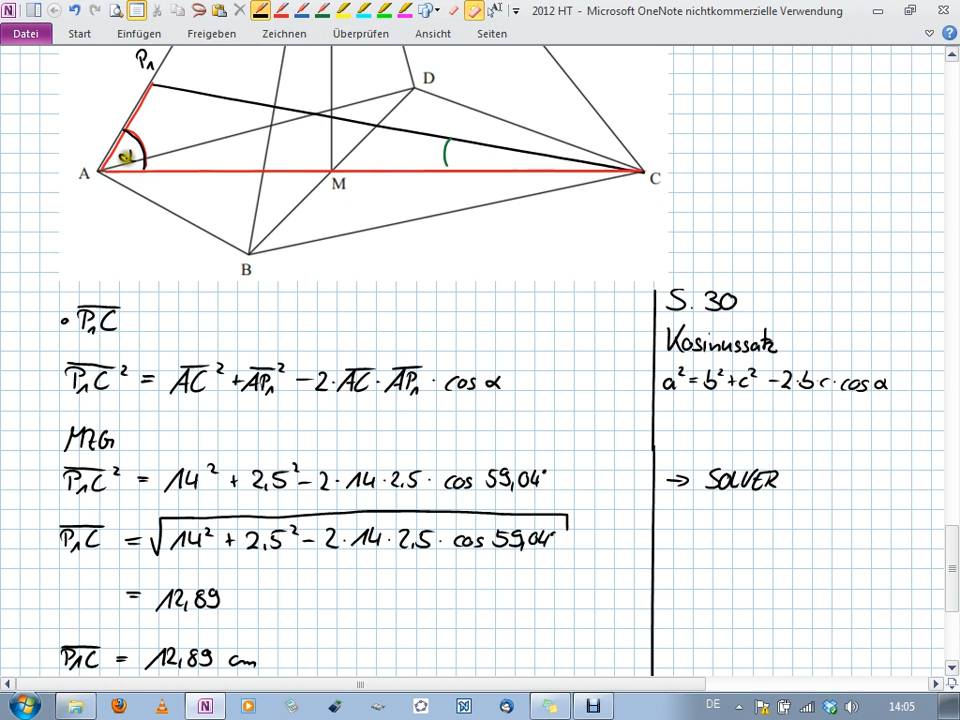 2012 HT - Microsoft OneNote nichtkommerzielle Verwendung
Datei Start Einfügen Freigeben Zeichnen Überprüfen Ansicht Seiten
P₁
D
α
A
M
C
B
• P₁C
P₁C² = AC² + AP₁² - 2 · AC · AP₁ · cos α
MZG
P₁C² = 14² + 2,5² - 2 · 14 · 2,5 · cos 59,04°
P₁C = √14² + 2,5² - 2 · 14 · 2,5 · cos 59,04°
= 12,89
P₁C = 12,89 cm
S. 30
Kosinussatz
a² = b² + c² - 2 · b · c · cos α
→ SOLVER
DE 14:05